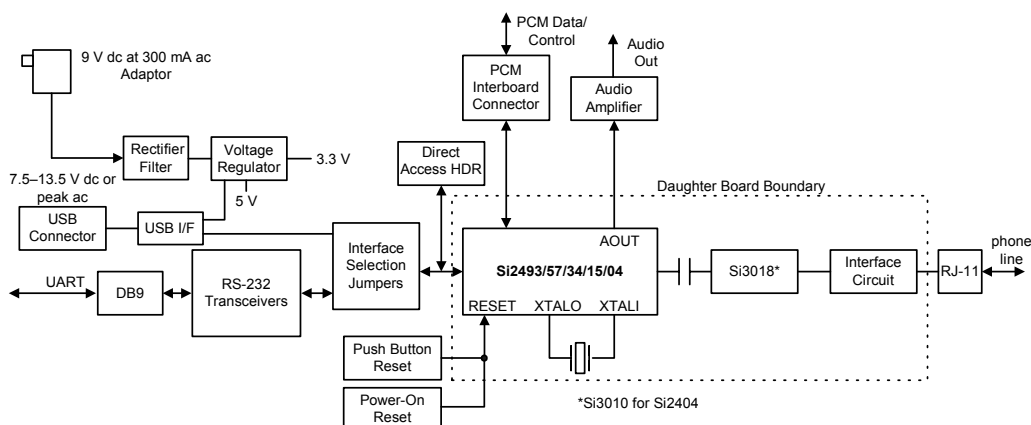 PCM Data/
Control
Audio
Out
9 V dc at 300 mA ac
Adaptor
PCM
Interboard
Connector
Audio
Amplifier
Rectifier
Filter
Voltage
Regulator
3.3 V
Direct
Access HDR
7.5–13.5 V dc or
peak ac
5 V
Daughter Board Boundary
USB
Connector
USB I/F
Interface
Selection
Jumpers
AOUT
Si2493/57/34/15/04
RESET
XTALO
XTALI
Si3018*
Interface
Circuit
RJ-11
phone
line
UART
DB9
RS-232
Transceivers
Push Button
Reset
Power-On
Reset
*Si3010 for Si2404